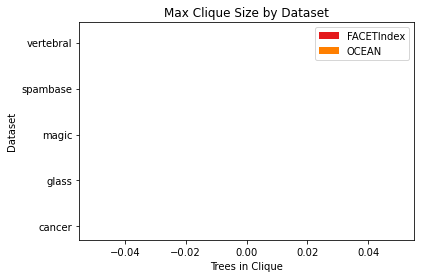 Max Clique Size by Dataset
FACETIndex
OCEAN
vertebral
spambase
magic
glass
cancer
Dataset
−0.04 −0.02 0.00 0.02 0.04
Trees in Clique